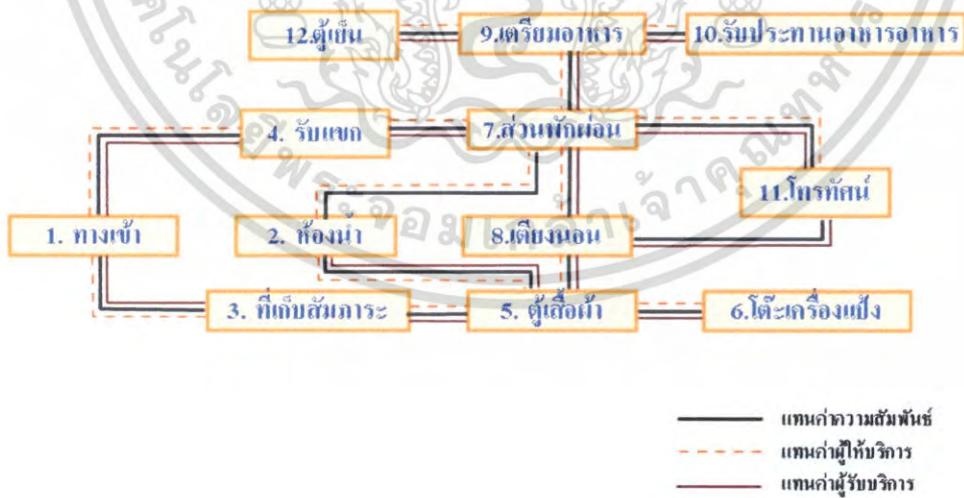 12.ตู้เย็น
9.เตรียมอาหาร
10.รับประทานอาหารอาหาร
4. รับแขก
7.ส่วนพักผ่อน
11.โทรทัศน์
1. ทางเข้า
2. ห้องน้ำ
8.เตียงนอน
3. ที่เก็บสัมภาระ
5. ตู้เสื้อผ้า
6.โต๊ะเครื่องแป้ง
แทนค่าความสัมพันธ์
แทนค่าผู้ให้บริการ
แทนค่าผู้รับบริการ